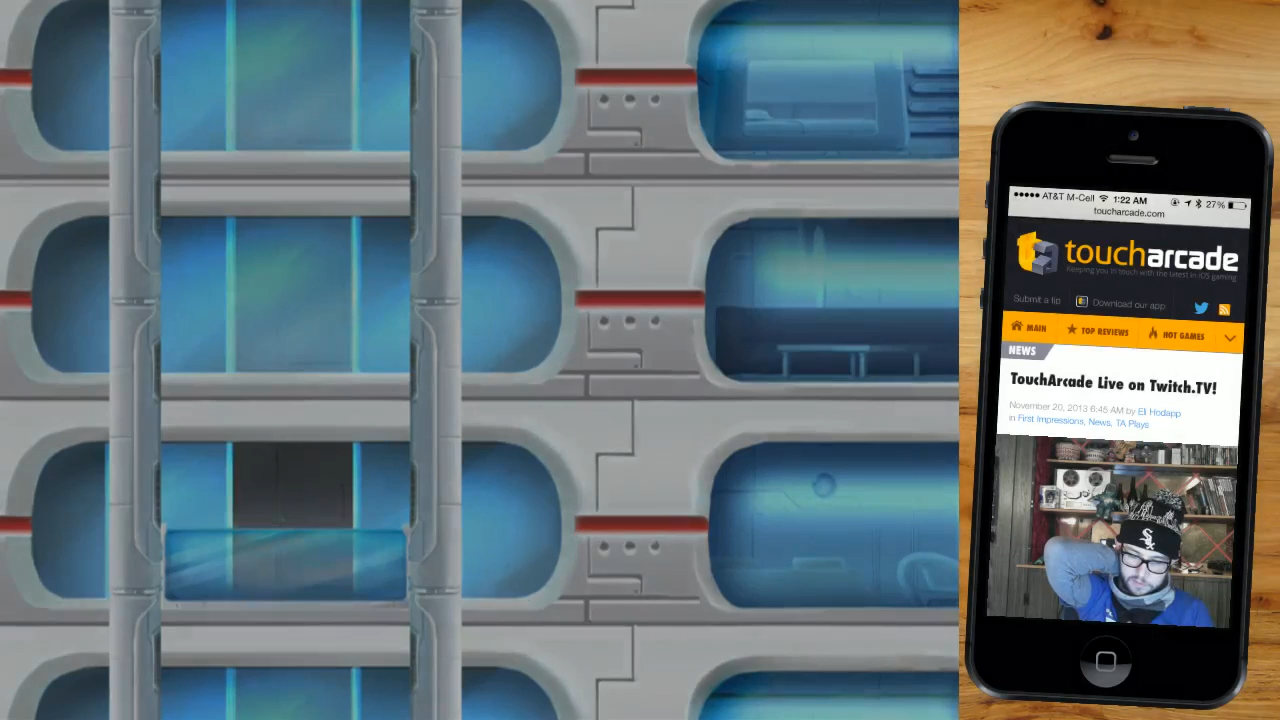 ●●●●● AT&T M-Cell 1:22 AM 27%
toucharcade.com
toucharcade
Keeping you in touch with the latest in iOS gaming
Submit a tip Download our app
MAIN TOP REVIEWS HOT GAMES
NEWS
TouchArcade Live on Twitch.TV!
November 20, 2013 6:45 AM by Eli Hodapp
in First Impressions, News, TA Plays